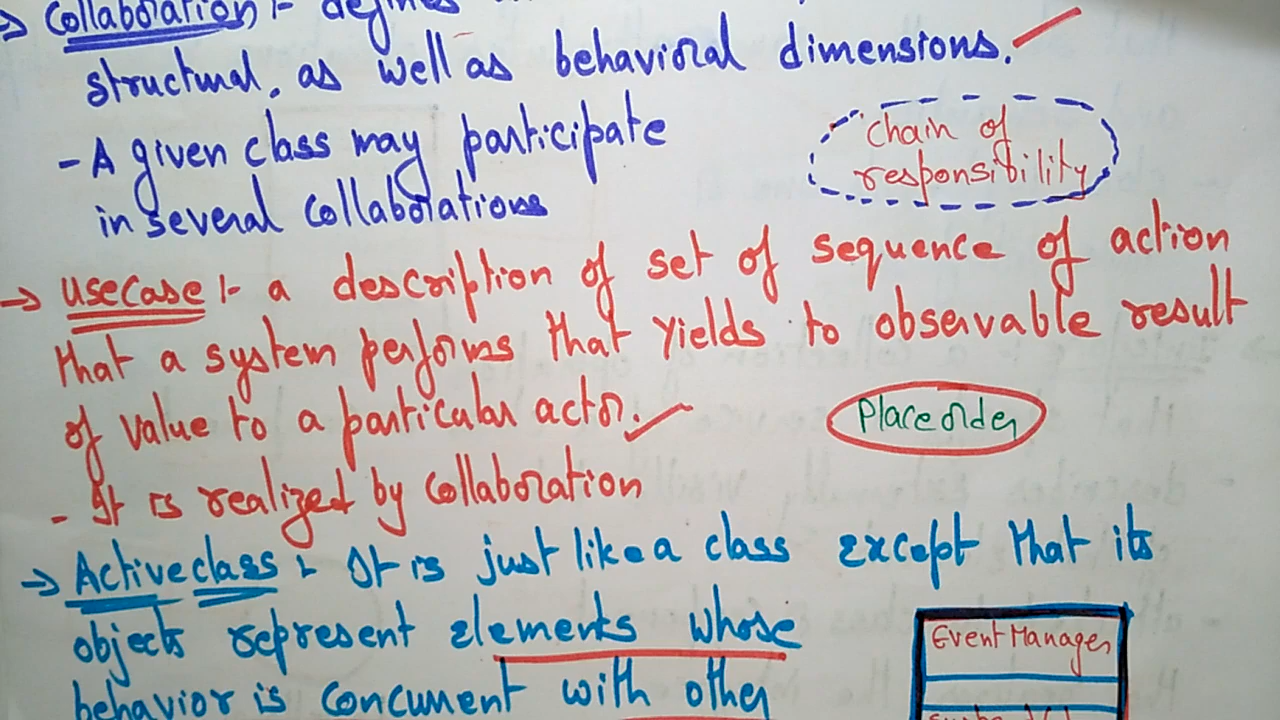 → Collaboration :- defines
structural, as well as behavioral dimensions.
- A given class may participate
in several collaborations
chain of
responsibility
→ usecase :- a description of set of sequence of action
that a system performs that yields to observable result
of value to a particular actor.
Place order
- It is realized by collaboration
→ Active class :- It is just like a class except that its
objects represent elements whose
behavior is concurrent with other
Event Manager